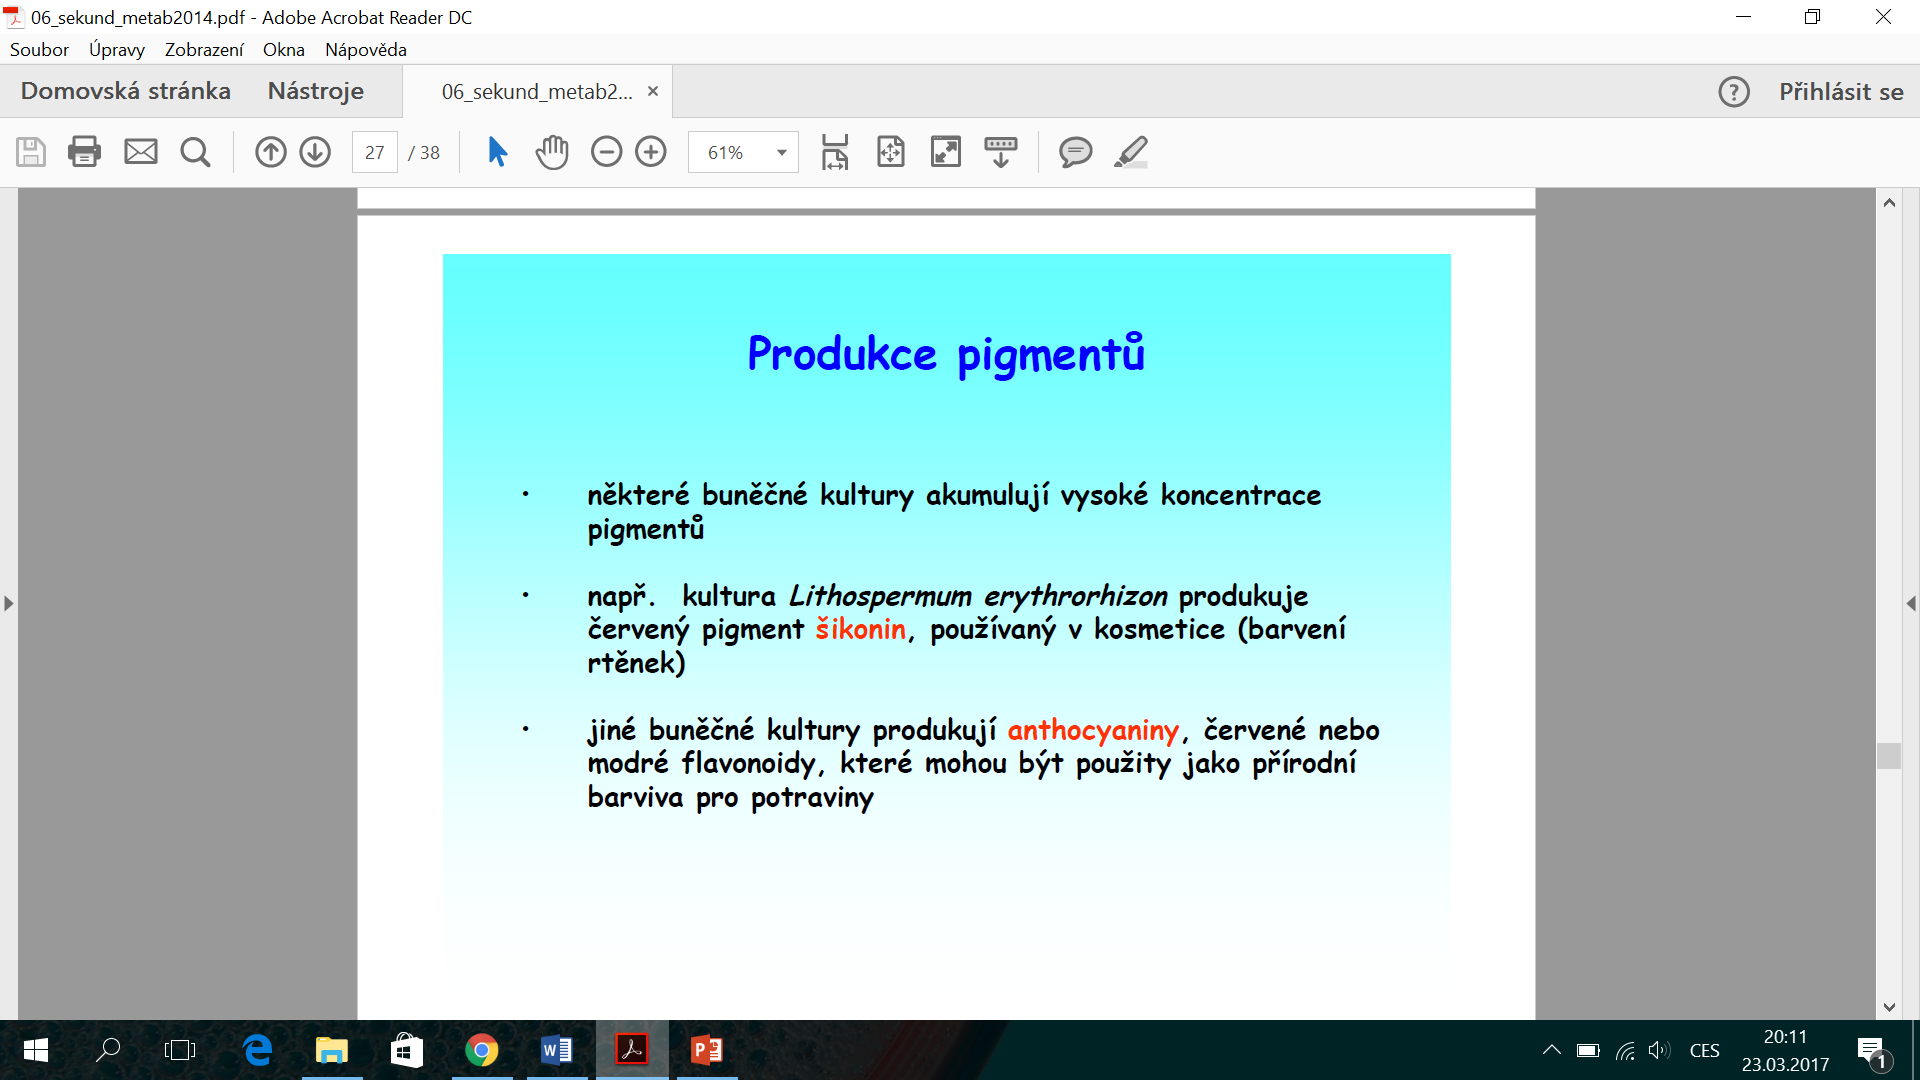 06_sekund_metab2014.pdf - Adobe Acrobat Reader DC
Soubor Úpravy Zobrazení Okna Nápověda
Domovská stránka Nástroje 06_sekund_metab2... × ? Přihlásit se
27 / 38 61%
Produkce pigmentů
• některé buněčné kultury akumulují vysoké koncentrace
pigmentů
• např. kultura Lithospermum erythrorhizon produkuje
červený pigment šikonin, používaný v kosmetice (barvení
rtěnek)
• jiné buněčné kultury produkují anthocyaniny, červené nebo
modré flavonoidy, které mohou být použity jako přírodní
barviva pro potraviny
CES 20:11
23.03.2017 1